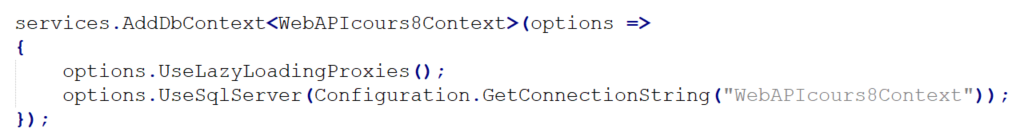 services.AddDbContext<WebAPIcours8Context>(options =>
{
    options.UseLazyLoadingProxies();
    options.UseSqlServer(Configuration.GetConnectionString("WebAPIcours8Context"));
});